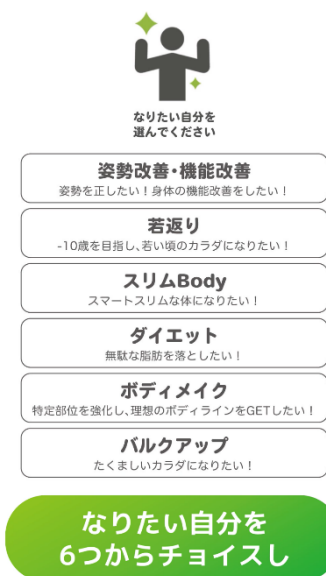 なりたい自分を
選んでください
姿勢改善・機能改善
姿勢を正したい！身体の機能改善をしたい！
若返り
-10歳を目指し、若い頃のカラダになりたい！
スリムBody
スマートスリムな体になりたい！
ダイエット
無駄な脂肪を落としたい！
ボディメイク
特定部位を強化し、理想のボディラインをGETしたい！
バルクアップ
たくましいカラダになりたい！
なりたい自分を
6つからチョイスし